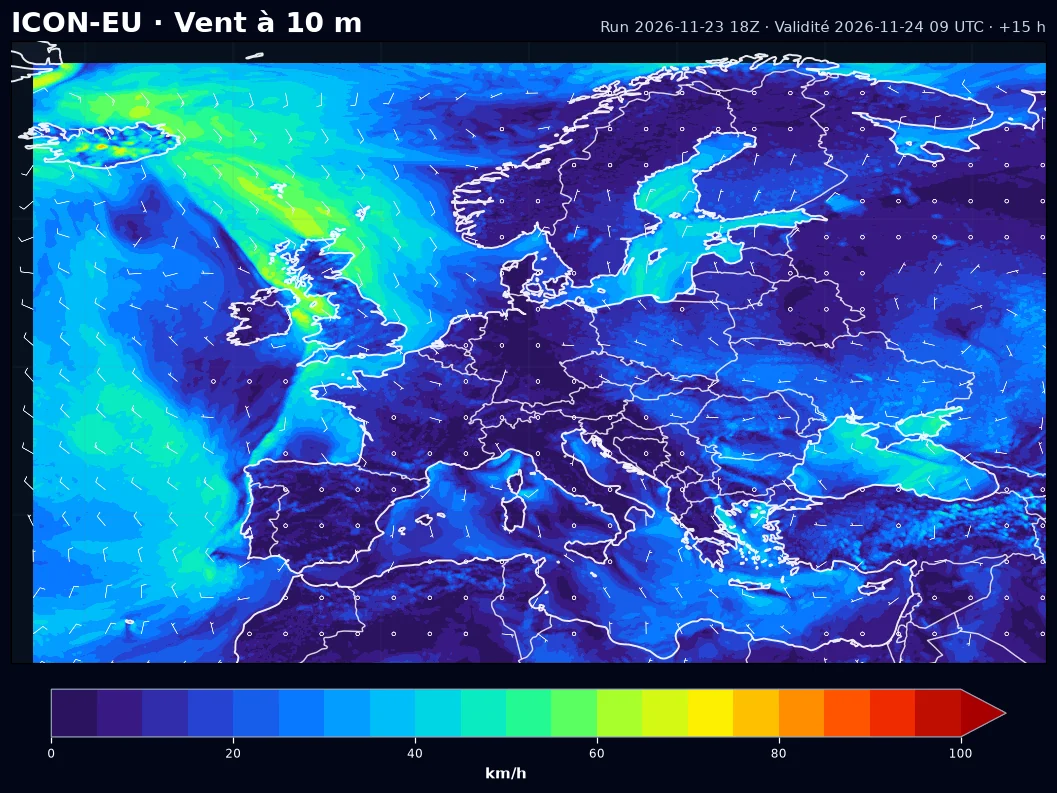 ICON-EU · Vent à 10 m
Run 2026-11-23 18Z · Validité 2026-11-24 09 UTC · +15 h
0 20 40 60 80 100
km/h